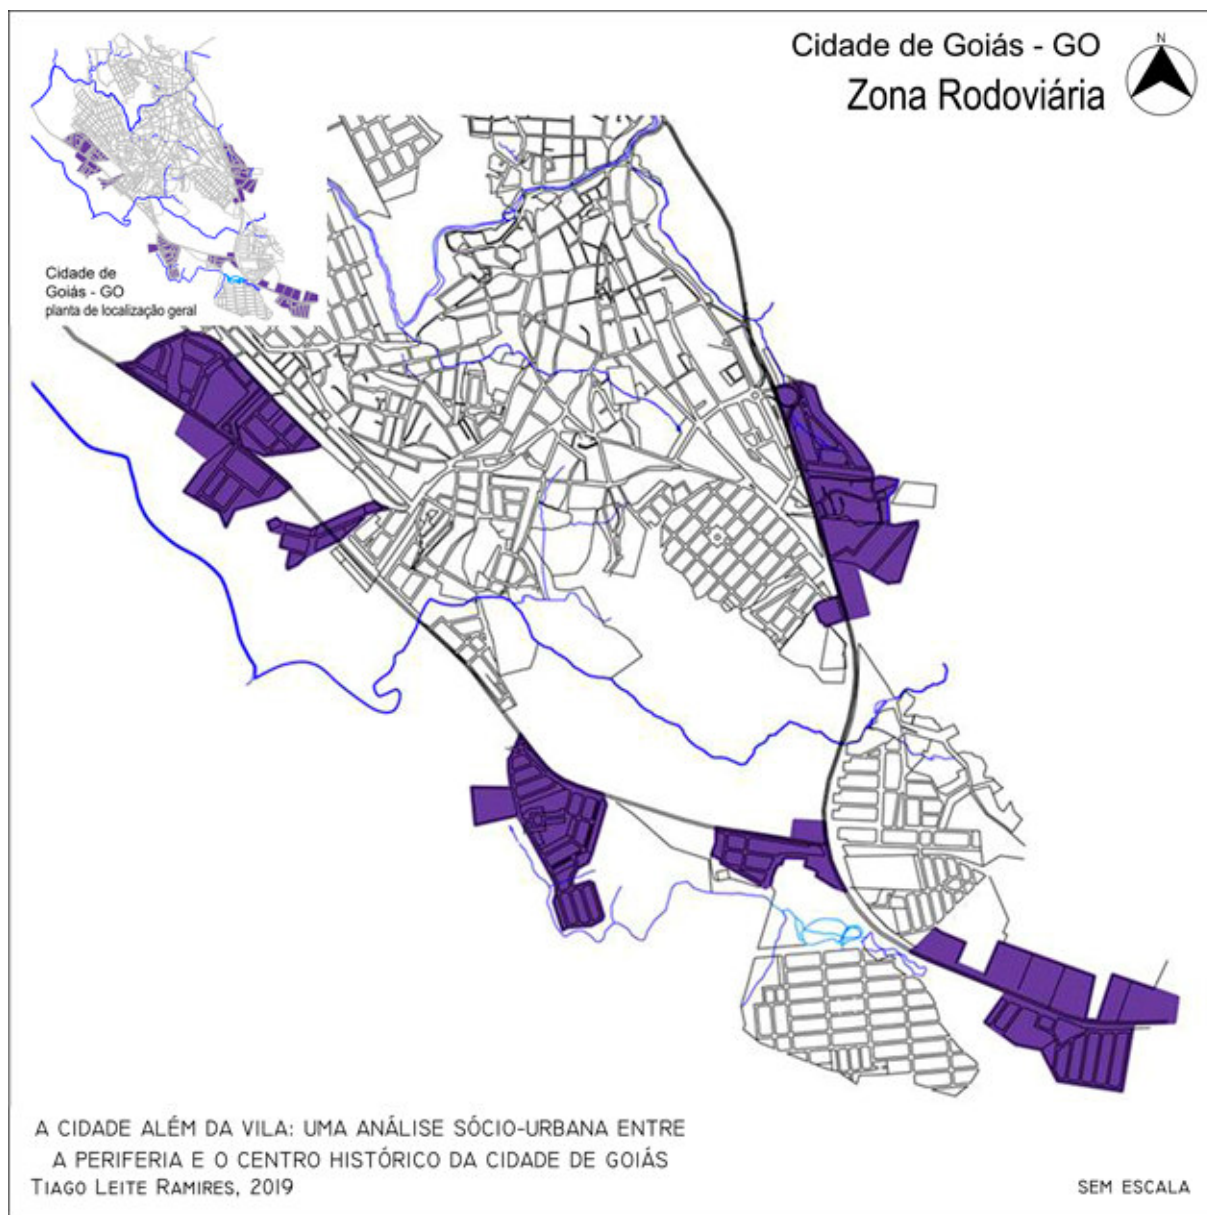 Cidade de Goiás - GO
Zona Rodoviária
N
Cidade de
Goiás - GO
planta de localização geral
A CIDADE ALÉM DA VILA: UMA ANÁLISE SÓCIO-URBANA ENTRE
A PERIFERIA E O CENTRO HISTÓRICO DA CIDADE DE GOIÁS
TIAGO LEITE RAMIRES, 2019
SEM ESCALA